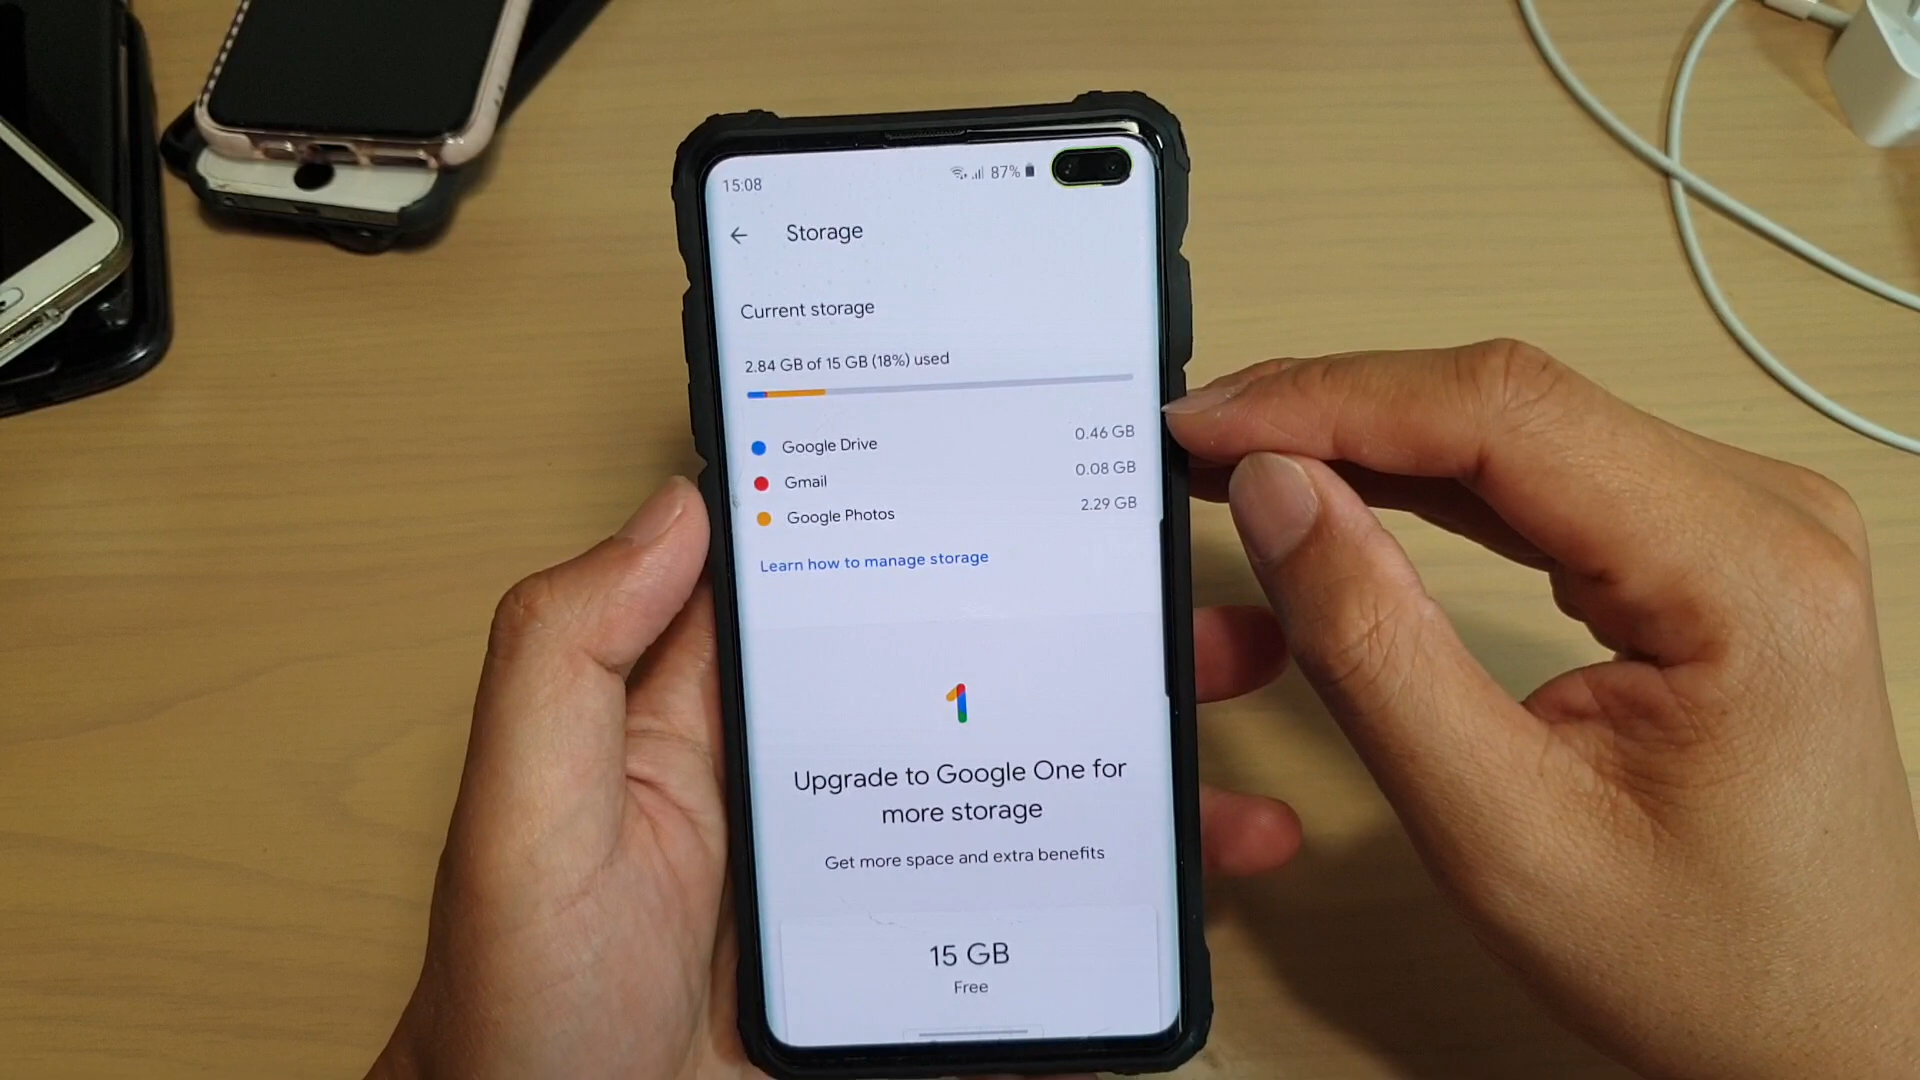 15:08
87%
Storage
Current storage
2.84 GB of 15 GB (18%) used
Google Drive 0.46 GB
Gmail 0.08 GB
Google Photos 2.29 GB
Learn how to manage storage
Upgrade to Google One for
more storage
Get more space and extra benefits
15 GB
Free